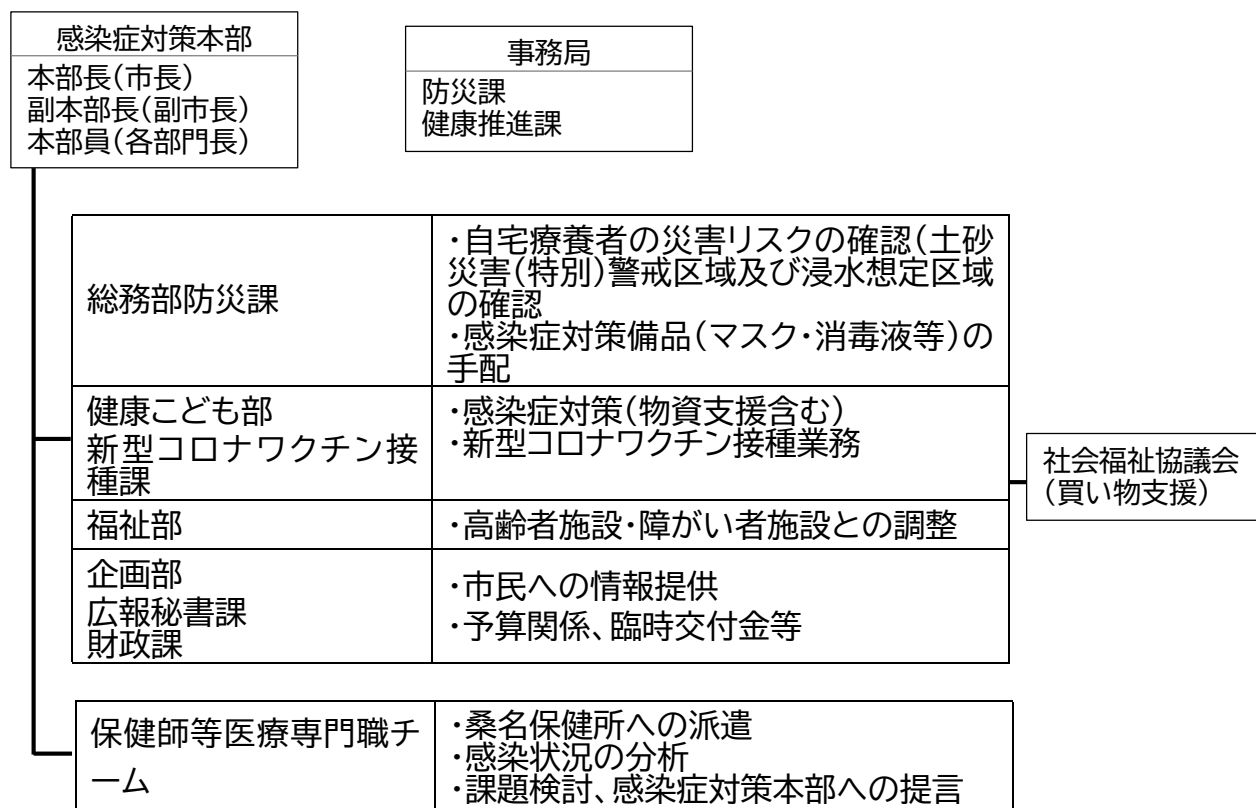 感染症対策本部
本部長(市長)
副本部長(副市長)
本部員(各部門長)
事務局
防災課
健康推進課
総務部防災課
・自宅療養者の災害リスクの確認(土砂
災害(特別)警戒区域及び浸水想定区域
の確認
・感染症対策備品(マスク・消毒液等)の
手配
健康こども部
新型コロナワクチン接
種課
・感染症対策(物資支援含む)
・新型コロナワクチン接種業務
福祉部
・高齢者施設・障がい者施設との調整
企画部
広報秘書課
財政課
・市民への情報提供
・予算関係、臨時交付金等
社会福祉協議会
(買い物支援)
保健師等医療専門職チ
ーム
・桑名保健所への派遣
・感染状況の分析
・課題検討、感染症対策本部への提言